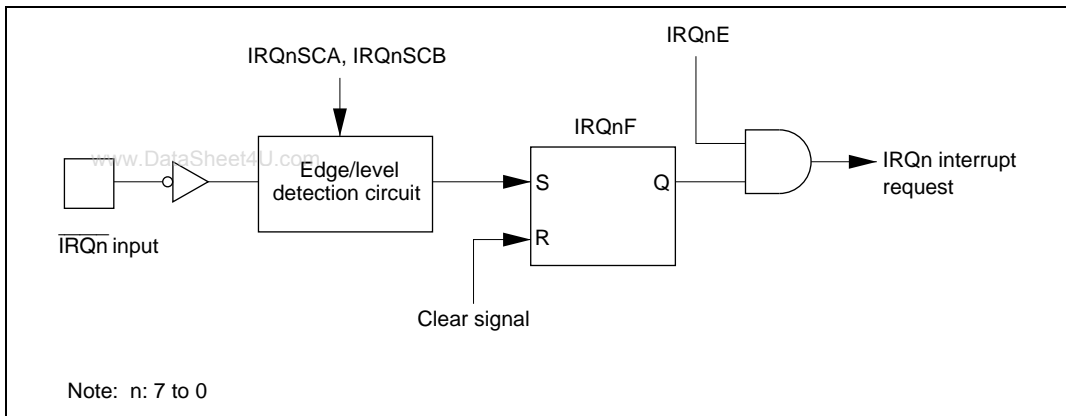 IRQnE
IRQnSCA, IRQnSCB
IRQnF
www.DataSheet4U.com
Edge/level
detection circuit
S
Q
R
IRQn interrupt
request
I̅R̅Q̅n̅ input
Clear signal
Note: n: 7 to 0